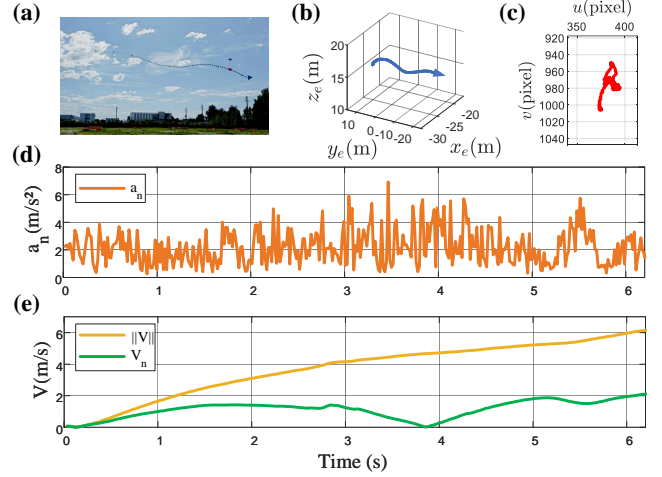 (a)
(b)
20
15
10
z_e(m)
10
0
-10
-20
y_e(m)
-30
-25
-20
x_e(m)
(c)
u(pixel)
350
400
920
940
960
980
1000
1020
1040
v(pixel)
(d)
8
6
4
2
0
a_n (m/s²)
a_n
0 1 2 3 4 5 6
(e)
6
4
2
0
V(m/s)
||V||
V_n
0 1 2 3 4 5 6
Time (s)